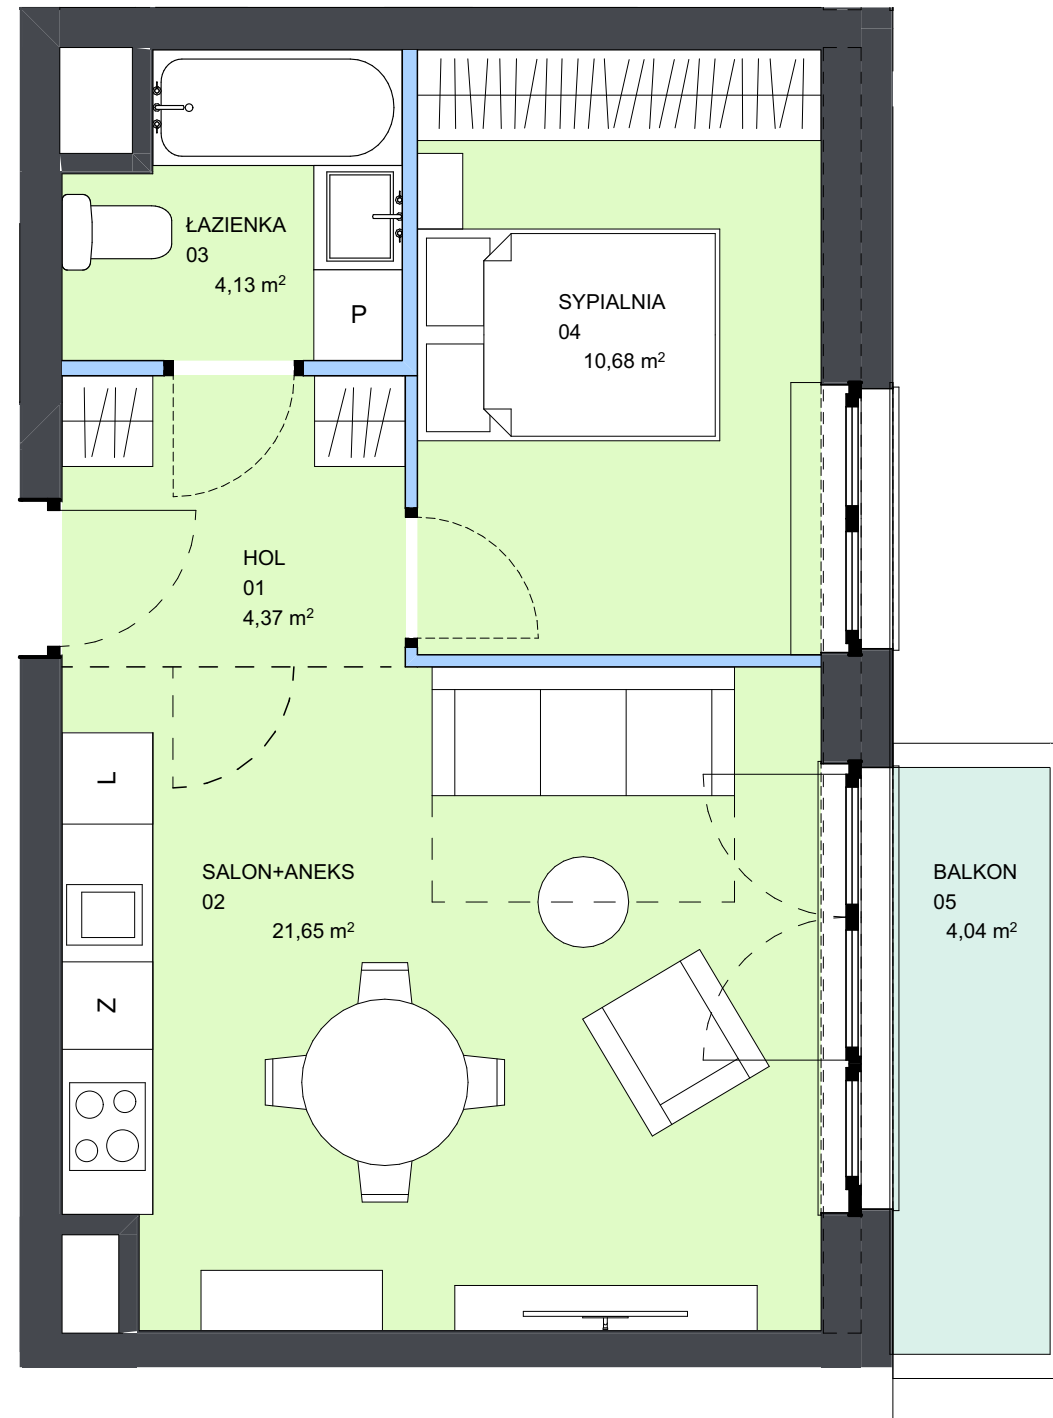 ŁAZIENKA
03
4,13 m²
P
SYPIALNIA
04
10,68 m²
HOL
01
4,37 m²
L
SALON+ANEKS
02
21,65 m²
Z
BALKON
05
4,04 m²